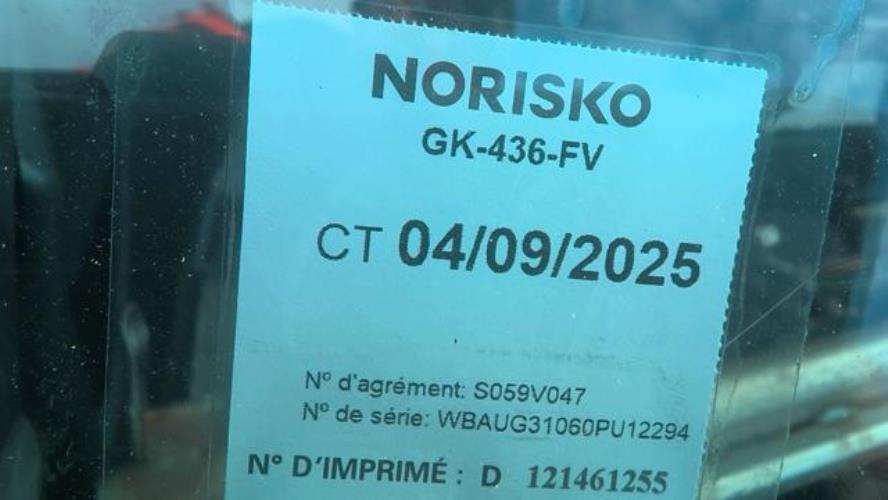 NORISKO
GK-436-FV
CT 04/09/2025
N° d'agrément: S059V047
N° de série: WBAUG31060PU12294
N° D'IMPRIMÉ : D 121461255